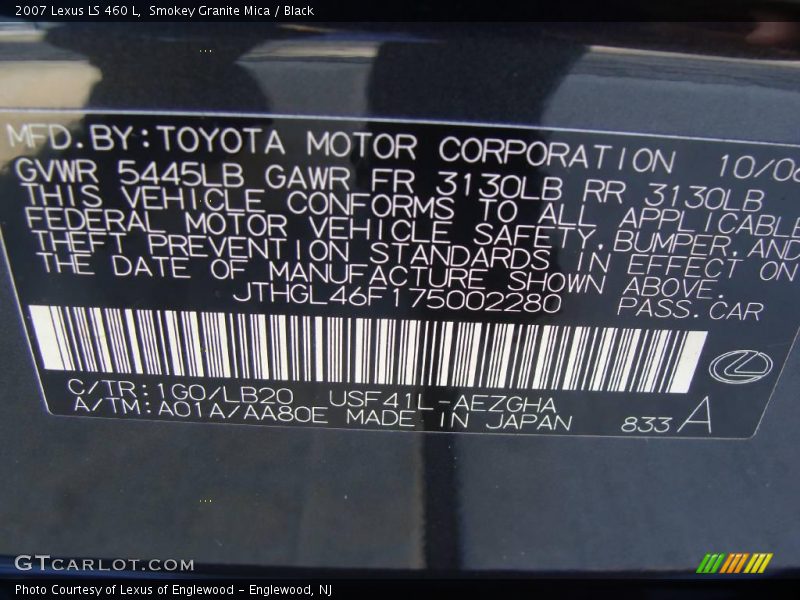 2007 Lexus LS 460 L, Smokey Granite Mica / Black
MFD.BY:TOYOTA MOTOR CORPORATION 10/06
GVWR 5445LB GAWR FR 3130LB RR 3130LB
THIS VEHICLE CONFORMS TO ALL APPLICABLE
FEDERAL MOTOR VEHICLE SAFETY,BUMPER,AND
THEFT PREVENTION STANDARDS IN EFFECT ON
THE DATE OF MANUFACTURE SHOWN ABOVE.
JTHGL46F175002280 PASS.CAR
C/TR:1G0/LB20 USF41L-AEZGHA
A/TM:A01A/AA80E MADE IN JAPAN 833 A
GTCARLOT.COM
Photo Courtesy of Lexus of Englewood - Englewood, NJ